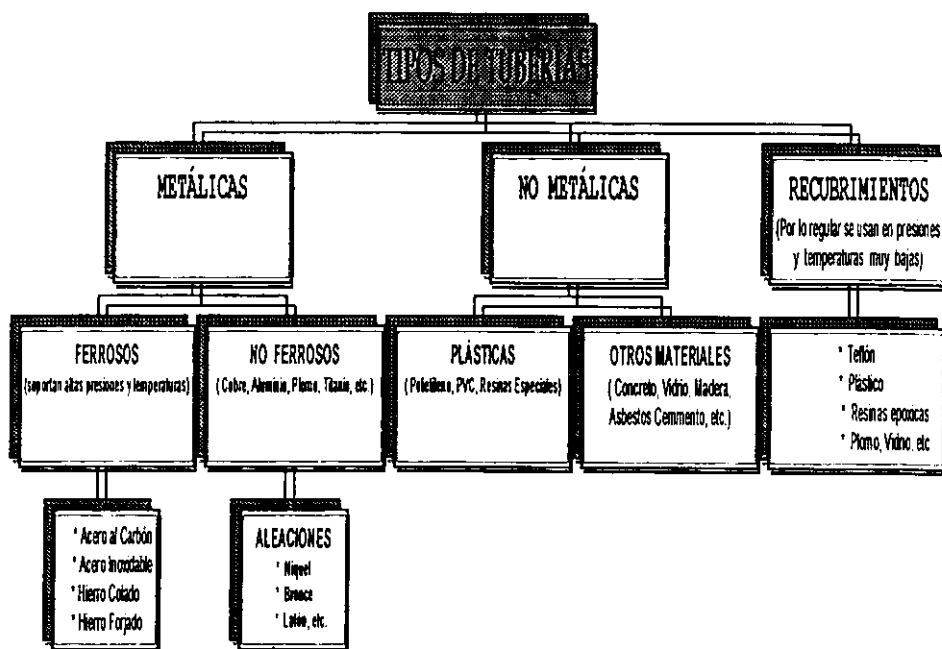 TIPOS DE TUBERÍAS
METÁLICAS
NO METÁLICAS
RECUBRIMIENTOS
(Por lo regular se usan en presiones
y temperaturas muy bajas)
FERROSOS
(soportan altas presiones y temperaturas)
NO FERROSOS
(Cobre, Aluminio, Plomo, Titanio, etc.)
PLÁSTICAS
(Polietileno, PVC, Resinas Especiales)
OTROS MATERIALES
(Concreto, Vidrio, Madera,
Asbestos Cemmento, etc.)
* Teflón
* Plástico
* Resinas epoxicas
* Plomo, Vidrio, etc
* Acero al Carbón
* Acero Inoxidable
* Hierro Colado
* Hierro Forjado
ALEACIONES
* Niquel
* Bronce
* Latón, etc.